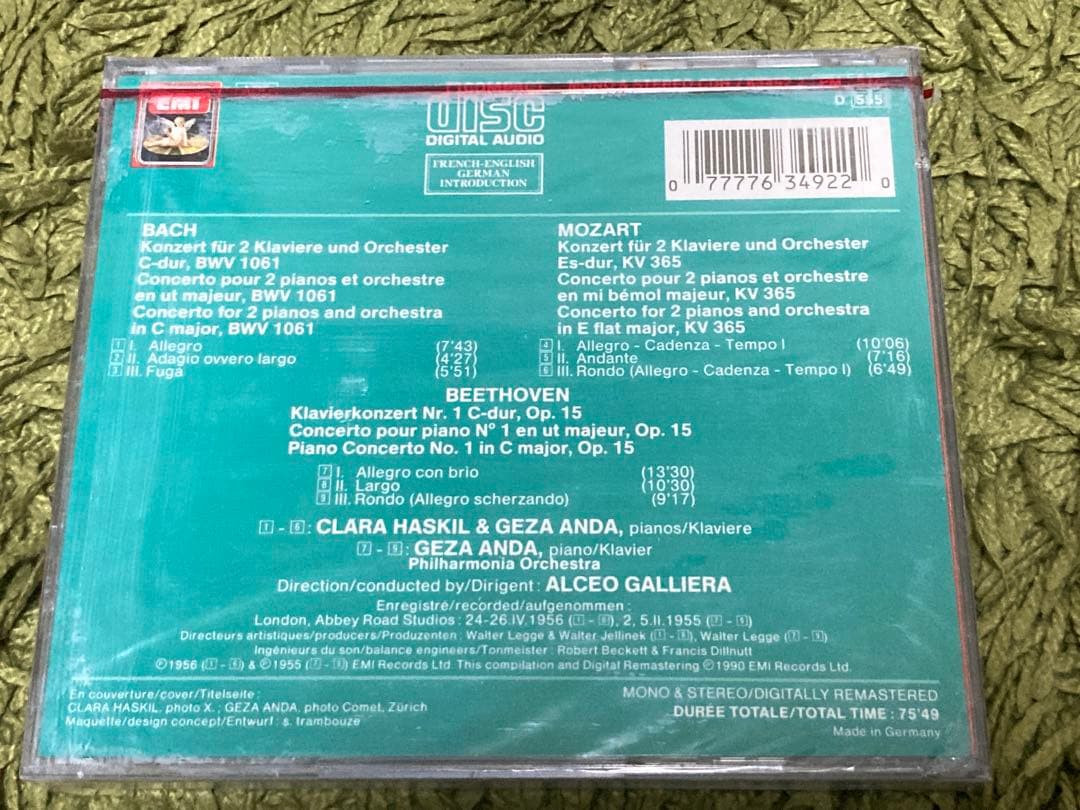 EMI
DISC
DIGITAL AUDIO
FRENCH-ENGLISH
GERMAN
INTRODUCTION
D 555
0 77776 34922 0
BACH
Konzert für 2 Klaviere und Orchester
C-dur, BWV 1061
Concerto pour 2 pianos et orchestre
en ut majeur, BWV 1061
Concerto for 2 pianos and orchestra
in C major, BWV 1061
1 I. Allegro (7'43)
2 II. Adagio ovvero largo (4'27)
3 III. Fuga (5'51)
MOZART
Konzert für 2 Klaviere und Orchester
Es-dur, KV 365
Concerto pour 2 pianos et orchestre
en mi bémol majeur, KV 365
Concerto for 2 pianos and orchestra
in E flat major, KV 365
4 I. Allegro - Cadenza - Tempo I (10'06)
5 II. Andante (7'16)
6 III. Rondo (Allegro - Cadenza - Tempo I) (6'49)
BEETHOVEN
Klavierkonzert Nr. 1 C-dur, Op. 15
Concerto pour piano N° 1 en ut majeur, Op. 15
Piano Concerto No. 1 in C major, Op. 15
7 I. Allegro con brio (13'30)
8 II. Largo (10'30)
9 III. Rondo (Allegro scherzando) (9'17)
1 - 6 : CLARA HASKIL & GEZA ANDA, pianos/Klaviere
7 - 9 : GEZA ANDA, piano/Klavier
Philharmonia Orchestra
Direction/conducted by/Dirigent : ALCEO GALLIERA
Enregistré/recorded/aufgenommen :
London, Abbey Road Studios : 24-26.IV.1956 (1 - 6), 2, 5.II.1955 (7 - 9)
Directeurs artistiques/producers/Produzenten : Walter Legge & Walter Jellinek (1 - 6), Walter Legge (7 - 9)
Ingénieurs du son/balance engineers/Tonmeister : Robert Beckett & Francis Dillnutt
℗ 1956 (1 - 6) & ℗ 1955 (7 - 9) EMI Records Ltd. This compilation and Digital Remastering ℗ 1990 EMI Records Ltd.
En couverture/cover/Titelseite :
CLARA HASKIL, photo X. ; GEZA ANDA, photo Comet, Zürich
Maquette/design concept/Entwurf : s. trambouze
MONO & STEREO/DIGITALLY REMASTERED
DURÉE TOTALE/TOTAL TIME : 75'49
Made in Germany